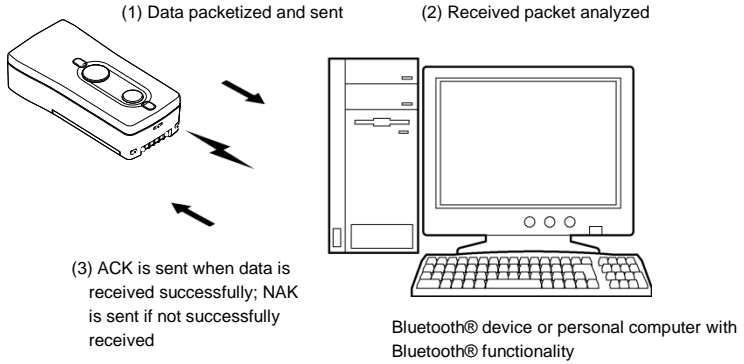 (1) Data packetized and sent
(2) Received packet analyzed
(3) ACK is sent when data is
received successfully; NAK
is sent if not successfully
received
Bluetooth® device or personal computer with
Bluetooth® functionality